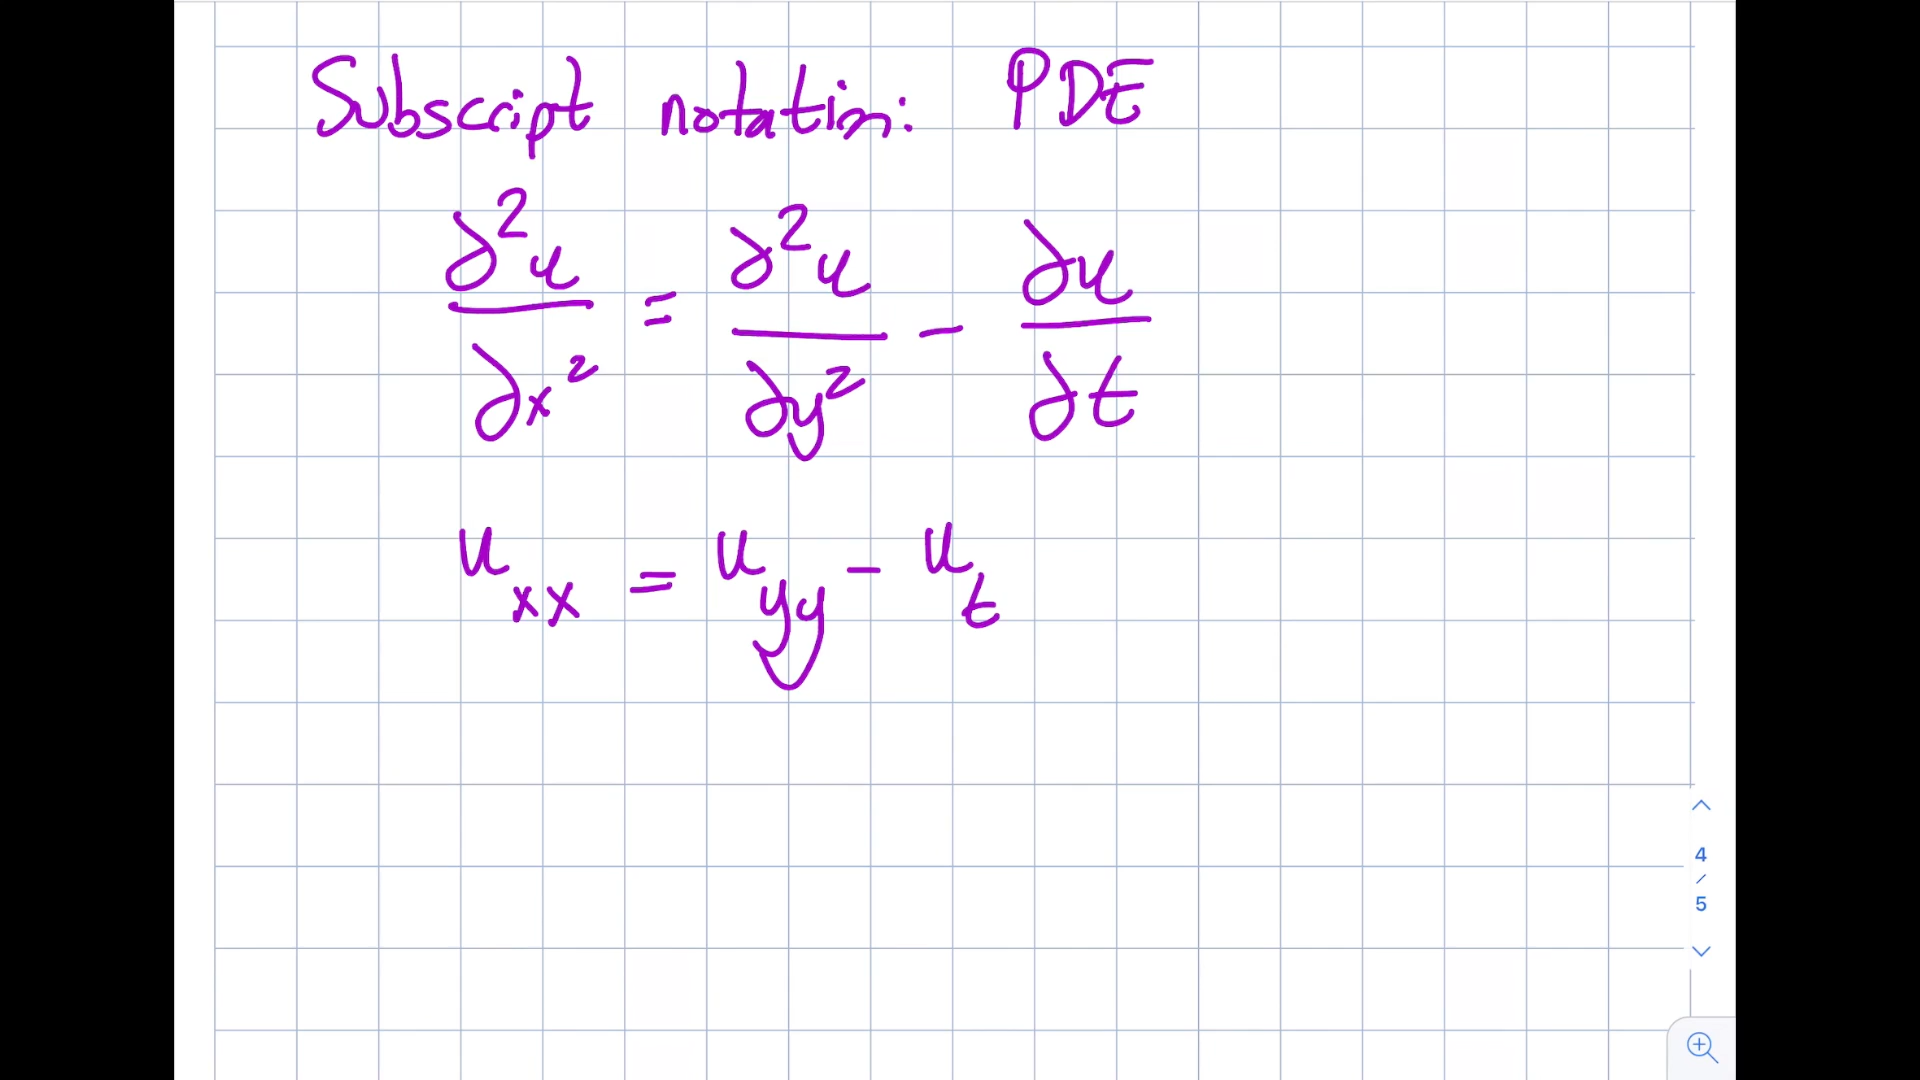 Subscript notation: PDE
∂²u/∂x² = ∂²u/∂y² - ∂u/∂t
u_xx = u_yy - u_t
4
/
5